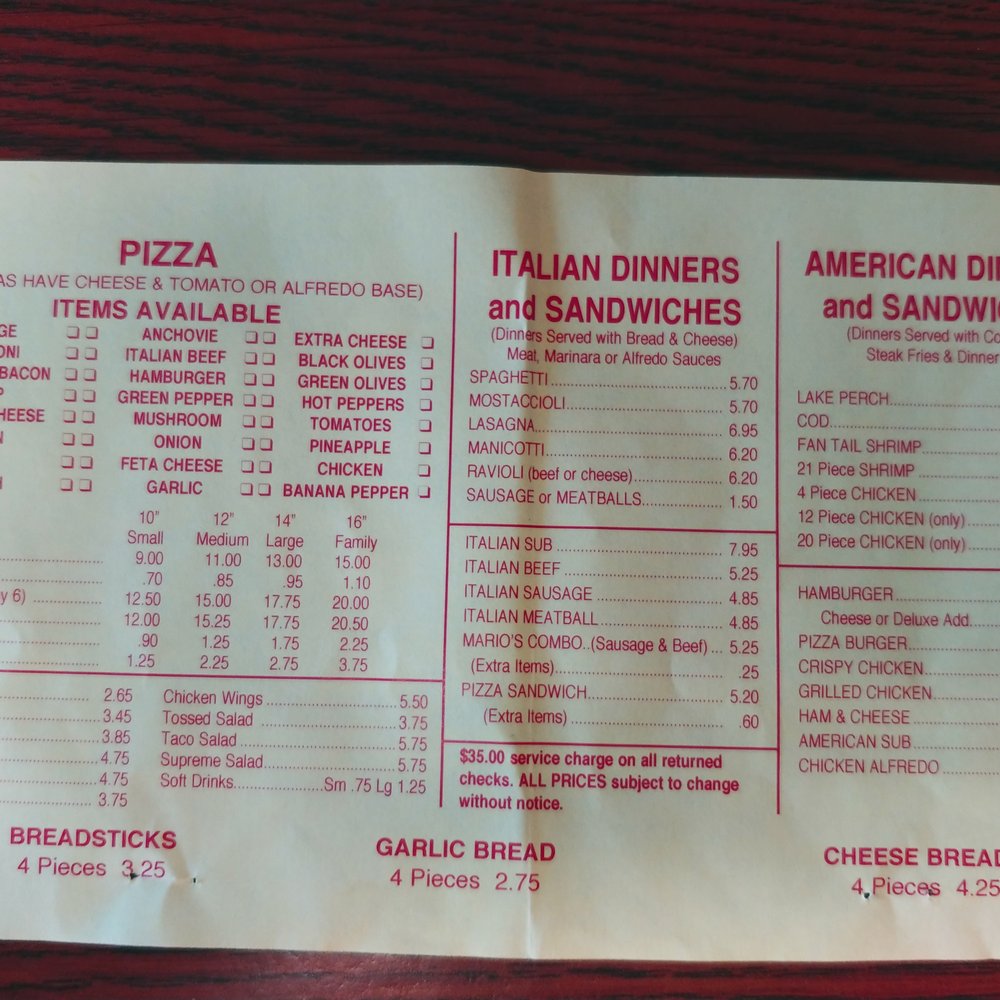 PIZZA
AS HAVE CHEESE & TOMATO OR ALFREDO BASE)
ITEMS AVAILABLE
GE ❏ ❏ ANCHOVIE ❏ ❏ EXTRA CHEESE ❏
ONI ❏ ❏ ITALIAN BEEF ❏ ❏ BLACK OLIVES ❏
BACON ❏ ❏ HAMBURGER ❏ ❏ GREEN OLIVES ❏
P ❏ ❏ GREEN PEPPER ❏ ❏ HOT PEPPERS ❏
HEESE ❏ ❏ MUSHROOM ❏ ❏ TOMATOES ❏
N ❏ ❏ ONION ❏ ❏ PINEAPPLE ❏
❏ ❏ FETA CHEESE ❏ ❏ CHICKEN ❏
H ❏ ❏ GARLIC ❏ ❏ BANANA PEPPER ❏
10" 12" 14" 16"
Small Medium Large Family
9.00 11.00 13.00 15.00
.70 .85 .95 1.10
y 6) 12.50 15.00 17.75 20.00
12.00 15.25 17.75 20.50
.90 1.25 1.75 2.25
1.25 2.25 2.75 3.75
2.65
3.45
3.85
4.75
4.75
3.75
Chicken Wings 5.50
Tossed Salad 3.75
Taco Salad 5.75
Supreme Salad 5.75
Soft Drinks Sm .75 Lg 1.25
ITALIAN DINNERS
and SANDWICHES
(Dinners Served with Bread & Cheese)
Meat, Marinara or Alfredo Sauces
SPAGHETTI 5.70
MOSTACCIOLI 5.70
LASAGNA 6.95
MANICOTTI 6.20
RAVIOLI (beef or cheese) 6.20
SAUSAGE or MEATBALLS 1.50
ITALIAN SUB 7.95
ITALIAN BEEF 5.25
ITALIAN SAUSAGE 4.85
ITALIAN MEATBALL 4.85
MARIO'S COMBO..(Sausage & Beef) ... 5.25
(Extra Items) .25
PIZZA SANDWICH 5.20
(Extra Items) .60
$35.00 service charge on all returned
checks. ALL PRICES subject to change
without notice.
AMERICAN DI
and SANDWI
(Dinners Served with Co
Steak Fries & Dinner
LAKE PERCH
COD
FAN TAIL SHRIMP
21 Piece SHRIMP
4 Piece CHICKEN
12 Piece CHICKEN (only)
20 Piece CHICKEN (only)
HAMBURGER
Cheese or Deluxe Add
PIZZA BURGER
CRISPY CHICKEN
GRILLED CHICKEN
HAM & CHEESE
AMERICAN SUB
CHICKEN ALFREDO
BREADSTICKS
4 Pieces 3.25
GARLIC BREAD
4 Pieces 2.75
CHEESE BREAD
4 Pieces 4.25